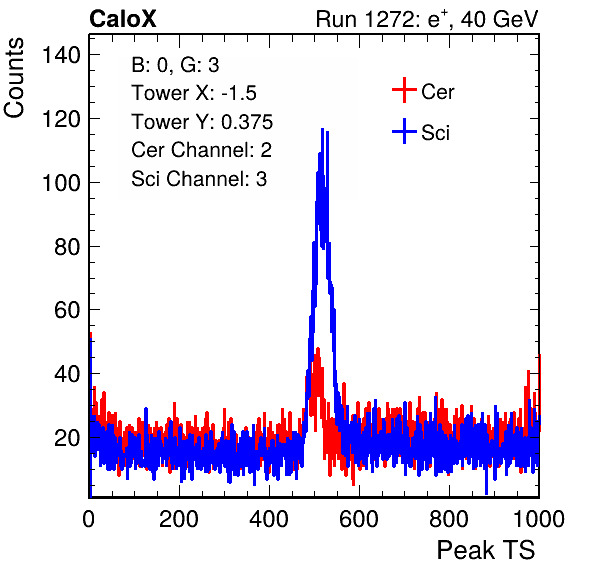 CaloX
Run 1272: e+, 40 GeV
Counts
140
120
100
80
60
40
20
B: 0, G: 3
Tower X: -1.5
Tower Y: 0.375
Cer Channel: 2
Sci Channel: 3
Cer
Sci
0 200 400 600 800 1000
Peak TS